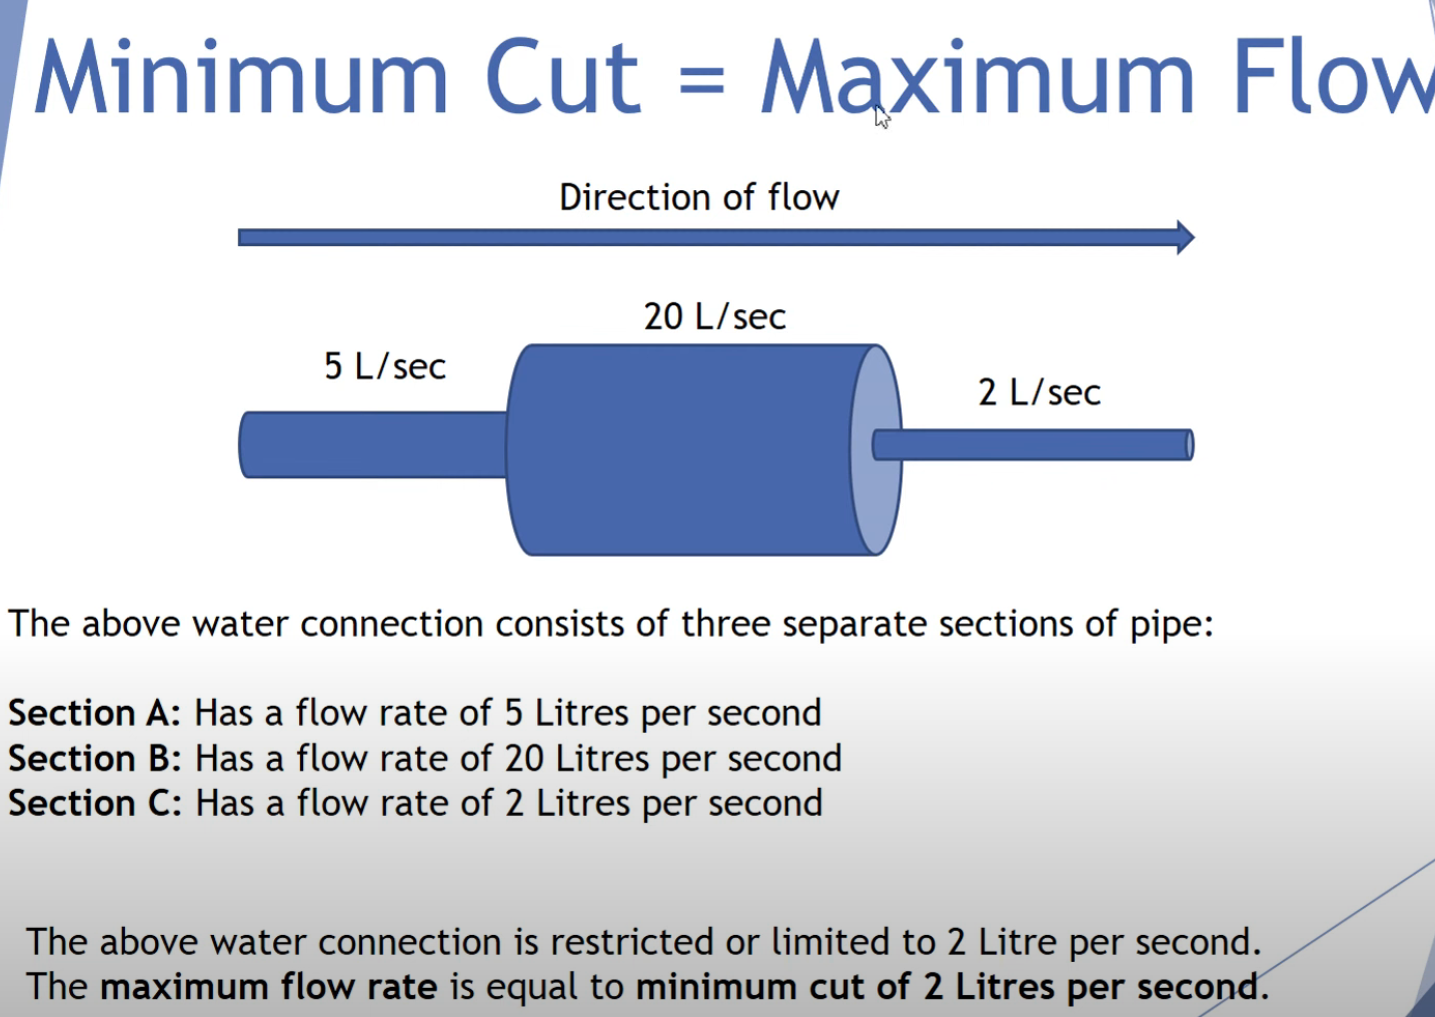 Minimum Cut = Maximum Flow
Direction of flow
20 L/sec
5 L/sec
2 L/sec
The above water connection consists of three separate sections of pipe:
Section A: Has a flow rate of 5 Litres per second
Section B: Has a flow rate of 20 Litres per second
Section C: Has a flow rate of 2 Litres per second
The above water connection is restricted or limited to 2 Litre per second.
The maximum flow rate is equal to minimum cut of 2 Litres per second.